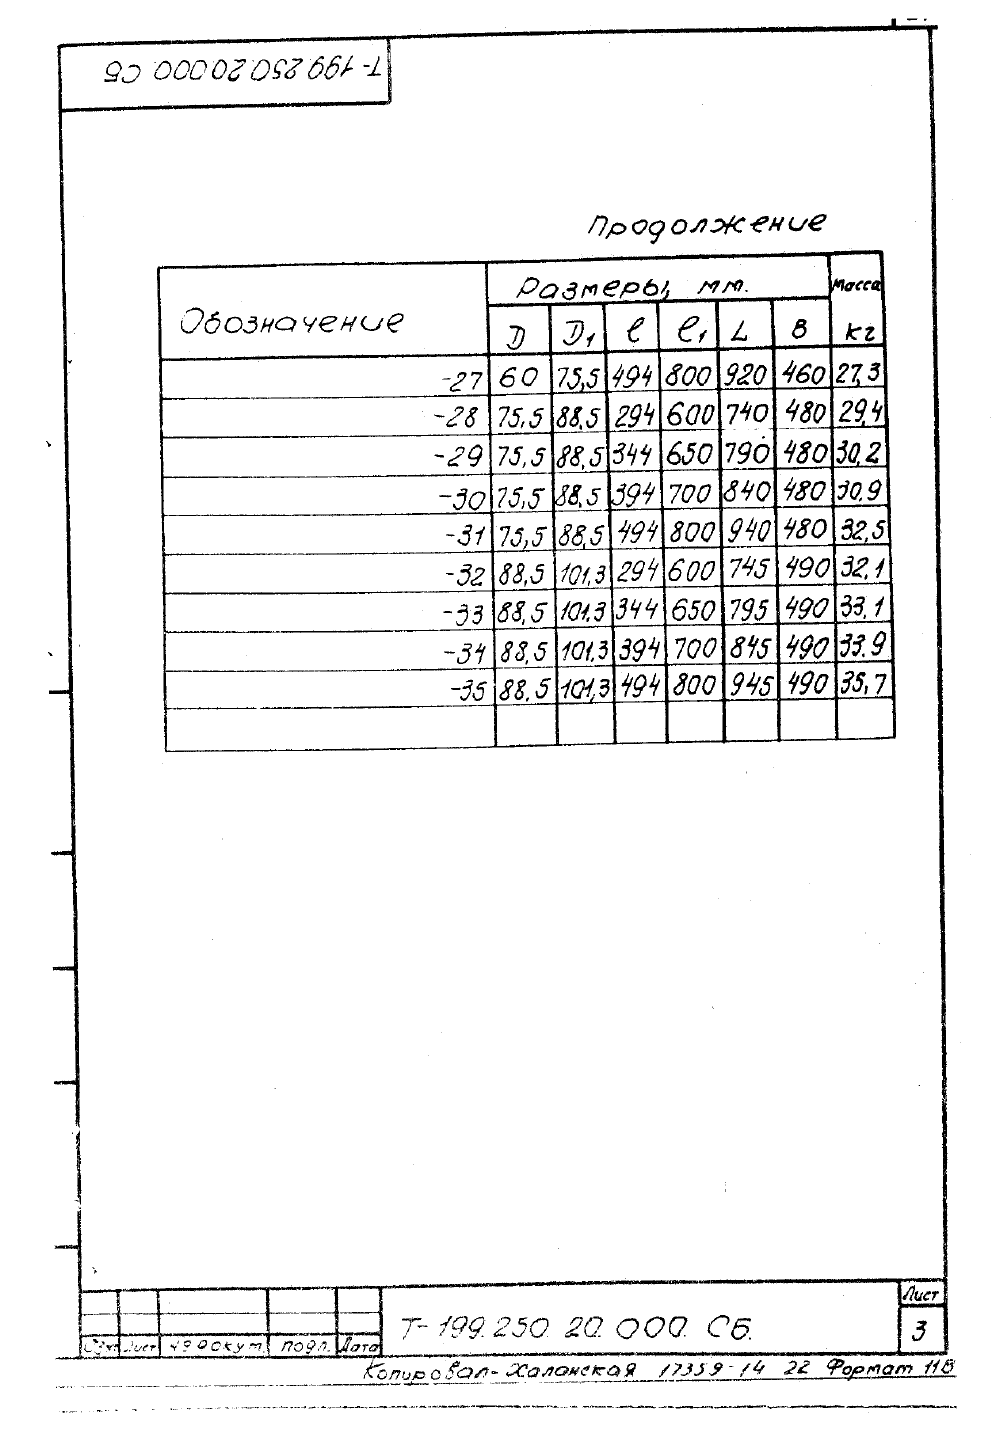 Т-199.250.20.000. СБ
Продолжение
Обозначение Размеры, мм. Масса кг
D D1 ℓ ℓ1 L B
-27 60 75,5 494 800 920 460 27,3
-28 75,5 88,5 294 600 740 480 29,4
-29 75,5 88,5 344 650 790 480 30,2
-30 75,5 88,5 394 700 840 480 30.9
-31 75,5 88,5 494 800 940 480 32,5
-32 88,5 101,3 294 600 745 490 32,1
-33 88,5 101,3 344 650 795 490 33.1
-34 88,5 101,3 394 700 845 490 33.9
-35 88,5 101,3 494 800 945 490 35,7
Лист
Т-199.250.20.000. СБ.
3
Лист № докум. подп. Дата
Копировал- Халанская 17359-14 22 Формат 11В